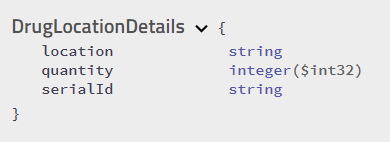 DrugLocationDetails {
location string
quantity integer($int32)
serialId string
}